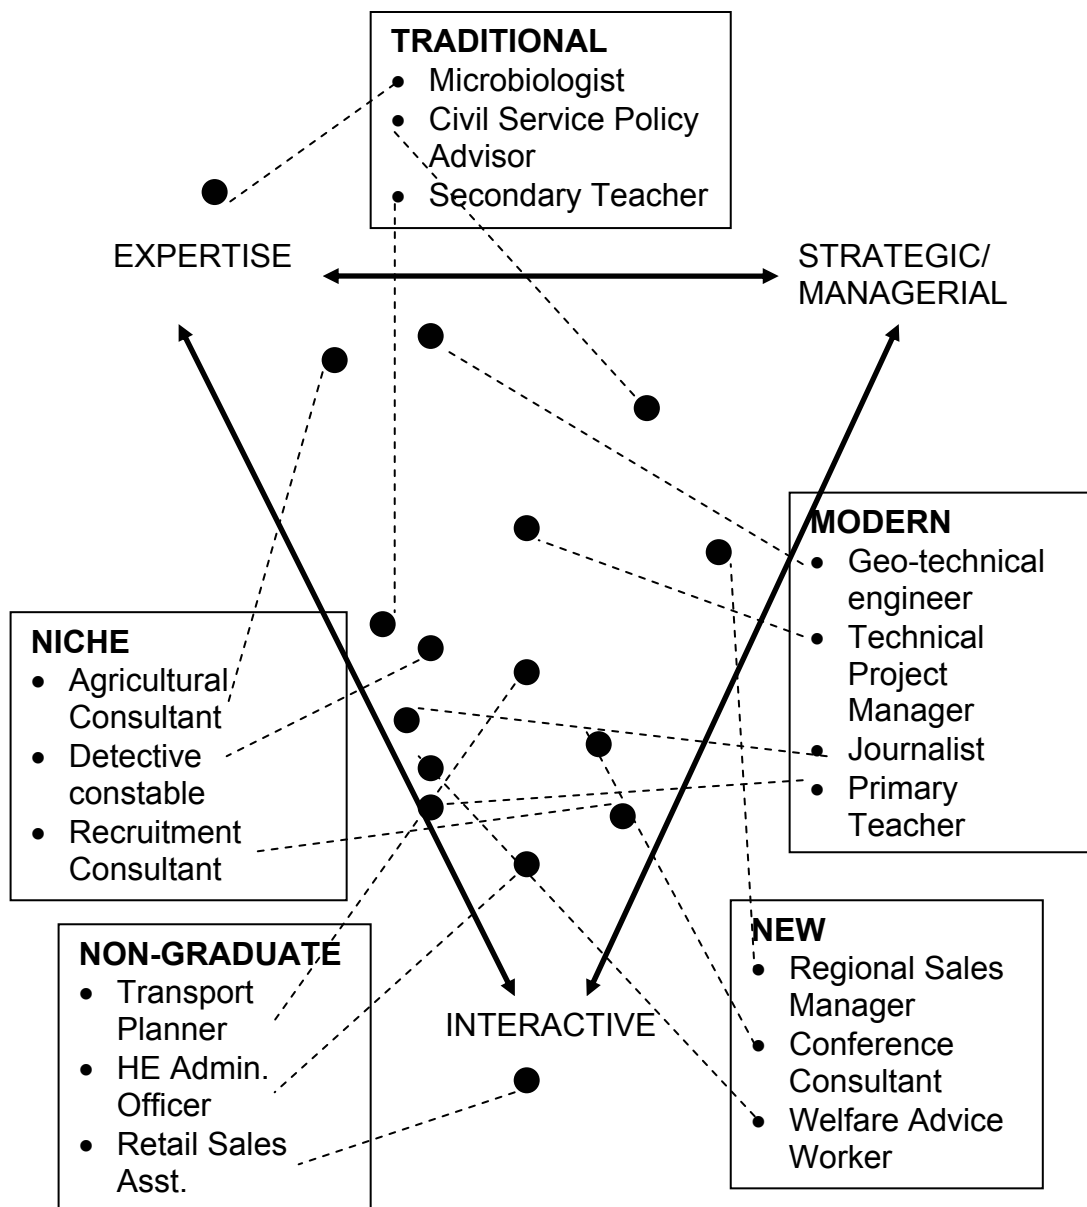 TRADITIONAL
• Microbiologist
• Civil Service Policy
Advisor
• Secondary Teacher
EXPERTISE
STRATEGIC/
MANAGERIAL
MODERN
• Geo-technical
engineer
• Technical
Project
Manager
• Journalist
• Primary
Teacher
NICHE
• Agricultural
Consultant
• Detective
constable
• Recruitment
Consultant
NON-GRADUATE
• Transport
Planner
• HE Admin.
Officer
• Retail Sales
Asst.
INTERACTIVE
NEW
• Regional Sales
Manager
• Conference
Consultant
• Welfare Advice
Worker